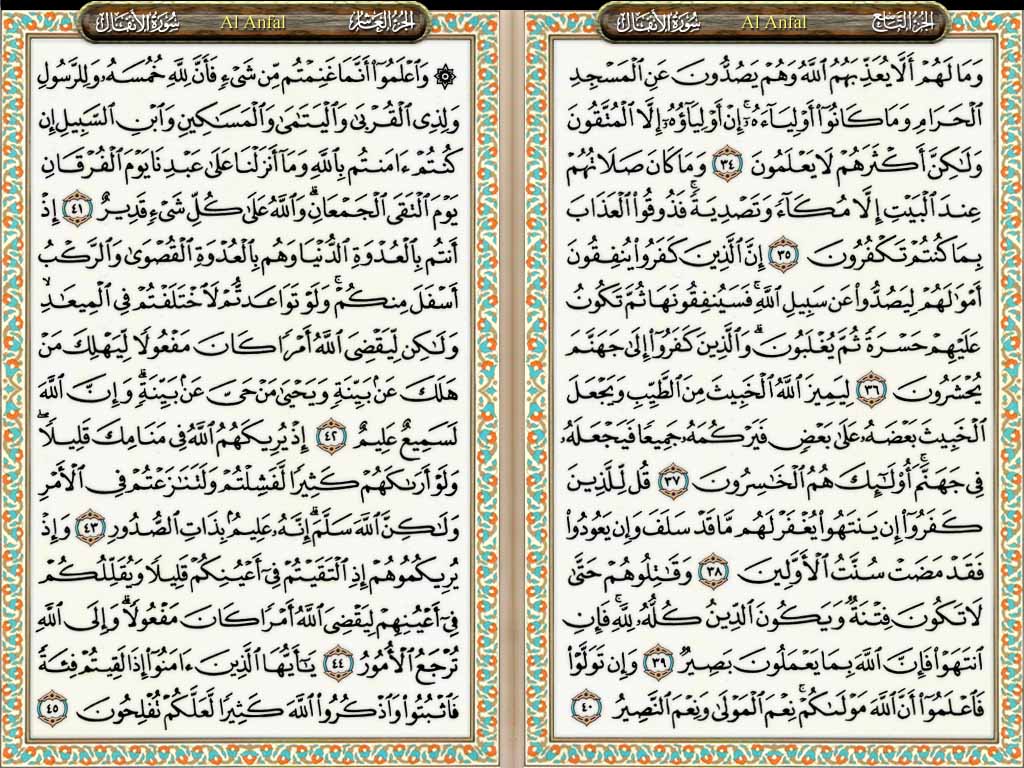 الجزء التاسع Al Anfal سورة الأنفال
وَمَا لَهُمْ أَلَّا يُعَذِّبَهُمُ ٱللَّهُ وَهُمْ يَصُدُّونَ عَنِ ٱلْمَسْجِدِ
ٱلْحَرَامِ وَمَا كَانُوٓا۟ أَوْلِيَآءَهُۥٓ ۚ إِنْ أَوْلِيَآؤُهُۥٓ إِلَّا ٱلْمُتَّقُونَ
وَلَٰكِنَّ أَكْثَرَهُمْ لَا يَعْلَمُونَ ٣٤ وَمَا كَانَ صَلَاتُهُمْ
عِندَ ٱلْبَيْتِ إِلَّا مُكَآءً وَتَصْدِيَةً ۚ فَذُوقُوا۟ ٱلْعَذَابَ
بِمَا كُنتُمْ تَكْفُرُونَ ٣٥ إِنَّ ٱلَّذِينَ كَفَرُوا۟ يُنفِقُونَ
أَمْوَٰلَهُمْ لِيَصُدُّوا۟ عَن سَبِيلِ ٱللَّهِ ۚ فَسَيُنفِقُونَهَا ثُمَّ تَكُونُ
عَلَيْهِمْ حَسْرَةً ثُمَّ يُغْلَبُونَ ۗ وَٱلَّذِينَ كَفَرُوٓا۟ إِلَىٰ جَهَنَّمَ
يُحْشَرُونَ ٣٦ لِيَمِيزَ ٱللَّهُ ٱلْخَبِيثَ مِنَ ٱلطَّيِّبِ وَيَجْعَلَ
ٱلْخَبِيثَ بَعْضَهُۥ عَلَىٰ بَعْضٍ فَيَرْكُمَهُۥ جَمِيعًا فَيَجْعَلَهُۥ
فِى جَهَنَّمَ ۚ أُو۟لَٰٓئِكَ هُمُ ٱلْخَٰسِرُونَ ٣٧ قُل لِّلَّذِينَ
كَفَرُوٓا۟ إِن يَنتَهُوا۟ يُغْفَرْ لَهُم مَّا قَدْ سَلَفَ وَإِن يَعُودُوا۟
فَقَدْ مَضَتْ سُنَّتُ ٱلْأَوَّلِينَ ٣٨ وَقَٰتِلُوهُمْ حَتَّىٰ
لَا تَكُونَ فِتْنَةٌ وَيَكُونَ ٱلدِّينُ كُلُّهُۥ لِلَّهِ ۚ فَإِنِ
ٱنتَهَوْا۟ فَإِنَّ ٱللَّهَ بِمَا يَعْمَلُونَ بَصِيرٌ ٣٩ وَإِن تَوَلَّوْا۟
فَٱعْلَمُوٓا۟ أَنَّ ٱللَّهَ مَوْلَىٰكُمْ ۚ نِعْمَ ٱلْمَوْلَىٰ وَنِعْمَ ٱلنَّصِيرُ ٤٠
الجزء العاشر Al Anfal سورة الأنفال
۞ وَٱعْلَمُوٓا۟ أَنَّمَا غَنِمْتُم مِّن شَىْءٍ فَأَنَّ لِلَّهِ خُمُسَهُۥ وَلِلرَّسُولِ
وَلِذِى ٱلْقُرْبَىٰ وَٱلْيَتَٰمَىٰ وَٱلْمَسَٰكِينِ وَٱبْنِ ٱلسَّبِيلِ إِن
كُنتُمْ ءَامَنتُم بِٱللَّهِ وَمَآ أَنزَلْنَا عَلَىٰ عَبْدِنَا يَوْمَ ٱلْفُرْقَانِ
يَوْمَ ٱلْتَقَى ٱلْجَمْعَانِ ۗ وَٱللَّهُ عَلَىٰ كُلِّ شَىْءٍ قَدِيرٌ ٤١ إِذْ
أَنتُم بِٱلْعُدْوَةِ ٱلدُّنْيَا وَهُم بِٱلْعُدْوَةِ ٱلْقُصْوَىٰ وَٱلرَّكْبُ
أَسْفَلَ مِنكُمْ ۚ وَلَوْ تَوَاعَدتُّمْ لَٱخْتَلَفْتُمْ فِى ٱلْمِيعَٰدِ ۙ
وَلَٰكِن لِّيَقْضِىَ ٱللَّهُ أَمْرًا كَانَ مَفْعُولًا لِّيَهْلِكَ مَنْ
هَلَكَ عَنۢ بَيِّنَةٍ وَيَحْيَىٰ مَنْ حَىَّ عَنۢ بَيِّنَةٍ ۗ وَإِنَّ ٱللَّهَ
لَسَمِيعٌ عَلِيمٌ ٤٢ إِذْ يُرِيكَهُمُ ٱللَّهُ فِى مَنَامِكَ قَلِيلًا ۖ
وَلَوْ أَرَىٰكَهُمْ كَثِيرًا لَّفَشِلْتُمْ وَلَتَنَٰزَعْتُمْ فِى ٱلْأَمْرِ
وَلَٰكِنَّ ٱللَّهَ سَلَّمَ ۗ إِنَّهُۥ عَلِيمٌۢ بِذَاتِ ٱلصُّدُورِ ٤٣ وَإِذْ
يُرِيكُمُوهُمْ إِذِ ٱلْتَقَيْتُمْ فِىٓ أَعْيُنِكُمْ قَلِيلًا وَيُقَلِّلُكُمْ
فِىٓ أَعْيُنِهِمْ لِيَقْضِىَ ٱللَّهُ أَمْرًا كَانَ مَفْعُولًا ۗ وَإِلَى ٱللَّهِ
تُرْجَعُ ٱلْأُمُورُ ٤٤ يَٰٓأَيُّهَا ٱلَّذِينَ ءَامَنُوٓا۟ إِذَا لَقِيتُمْ فِئَةً
فَٱثْبُتُوا۟ وَٱذْكُرُوا۟ ٱللَّهَ كَثِيرًا لَّعَلَّكُمْ تُفْلِحُونَ ٤٥